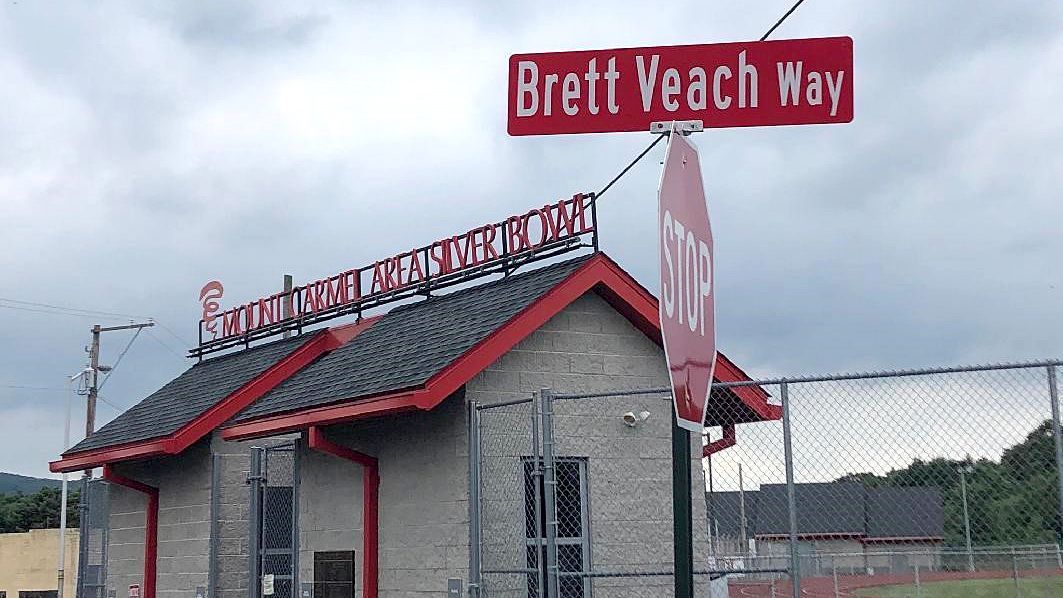 Brett Veach Way
STOP
MOUNT CARMEL AREA SILVER BOWL